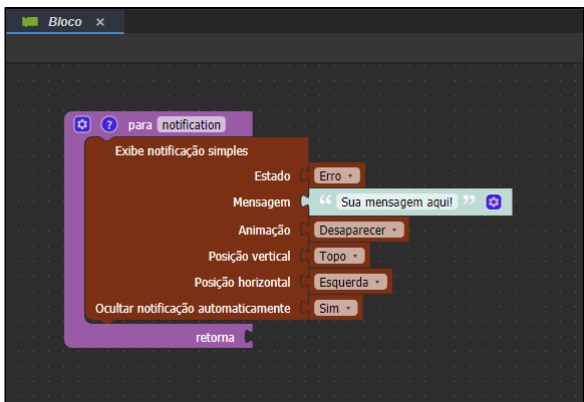 Bloco ×
? para notification
Exibe notificação simples
Estado Erro
Mensagem “ Sua mensagem aqui! ”
Animação Desaparecer
Posição vertical Topo
Posição horizontal Esquerda
Ocultar notificação automaticamente Sim
retorna